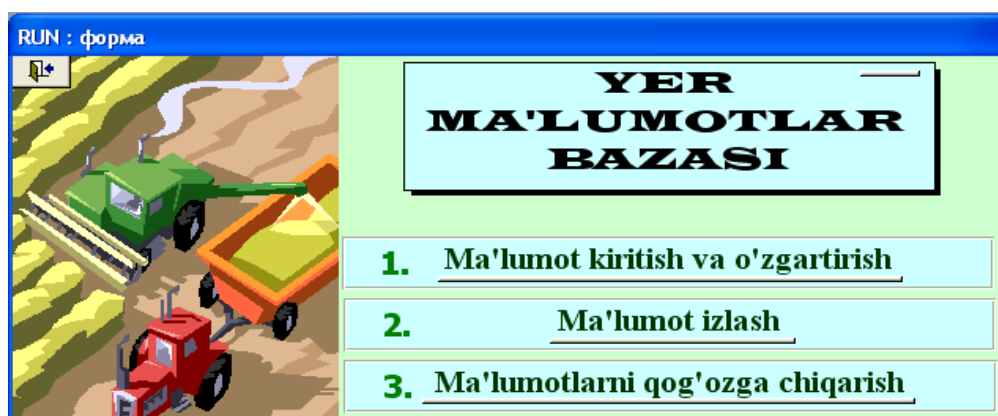 RUN : форма
YER
MA'LUMOTLAR
BAZASI
1. Ma'lumot kiritish va o'zgartirish
2. Ma'lumot izlash
3. Ma'lumotlarni qog'ozga chiqarish